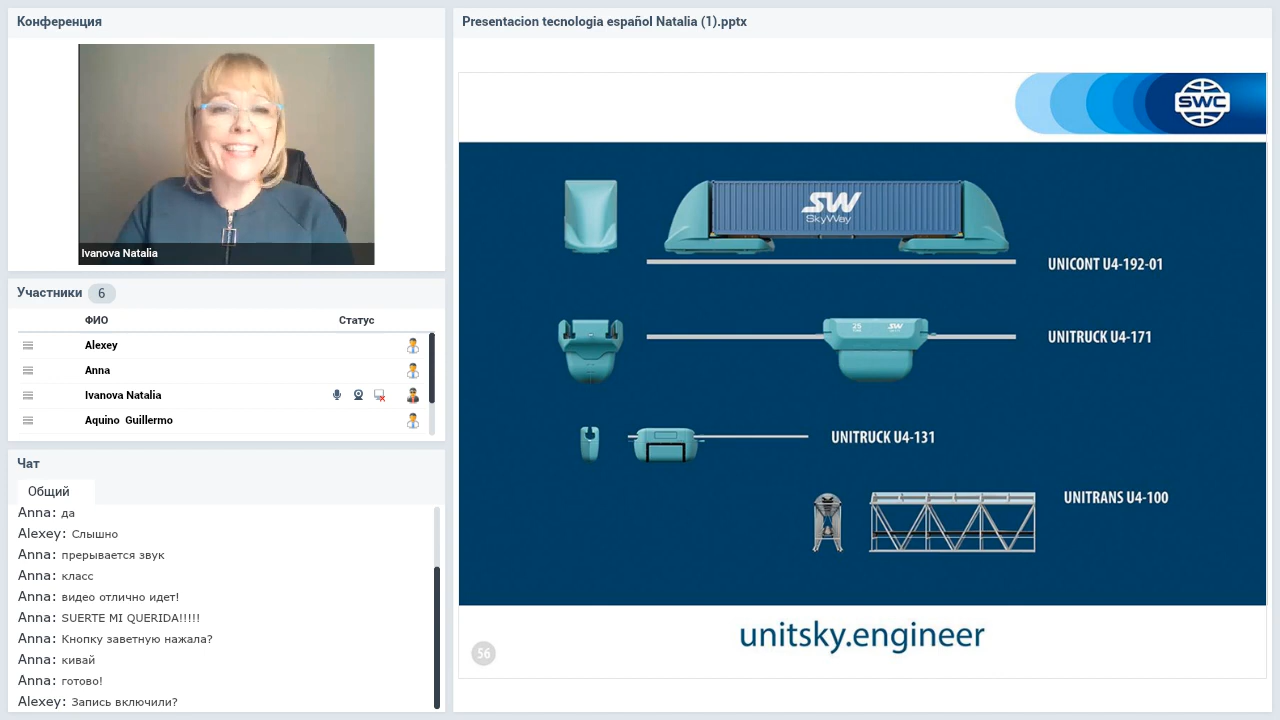 Конференция
Ivanova Natalia
Участники 6
ФИО Статус
Alexey
Anna
Ivanova Natalia
Aquino Guillermo
Чат
Общий
Anna: да
Alexey: Слышно
Anna: прерывается звук
Anna: класс
Anna: видео отлично идет!
Anna: SUERTE MI QUERIDA!!!!!
Anna: Кнопку заветную нажала?
Anna: кивай
Anna: готово!
Alexey: Запись включили?
Presentacion tecnologia español Natalia (1).pptx
SWC
SW
SkyWay
UNICONT U4-192-01
25
SW
UNITRUCK U4-171
UNITRUCK U4-131
UNITRANS U4-100
unitsky.engineer
56